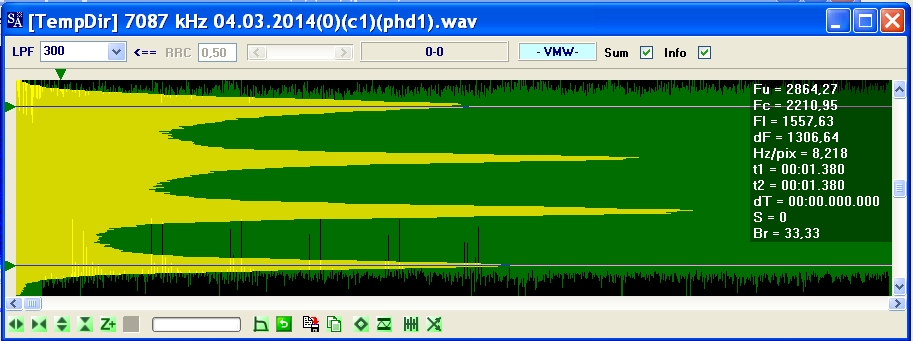 SA [TempDir] 7087 kHz 04.03.2014(0)(c1)(phd1).wav
LPF 300 <== RRC 0,50 0-0 - VMW- Sum Info
Fu = 2864,27
Fc = 2210,95
Fl = 1557,63
dF = 1306,64
Hz/pix = 8,218
t1 = 00:01.380
t2 = 00:01.380
dT = 00:00.000.000
S = 0
Br = 33,33
Z+